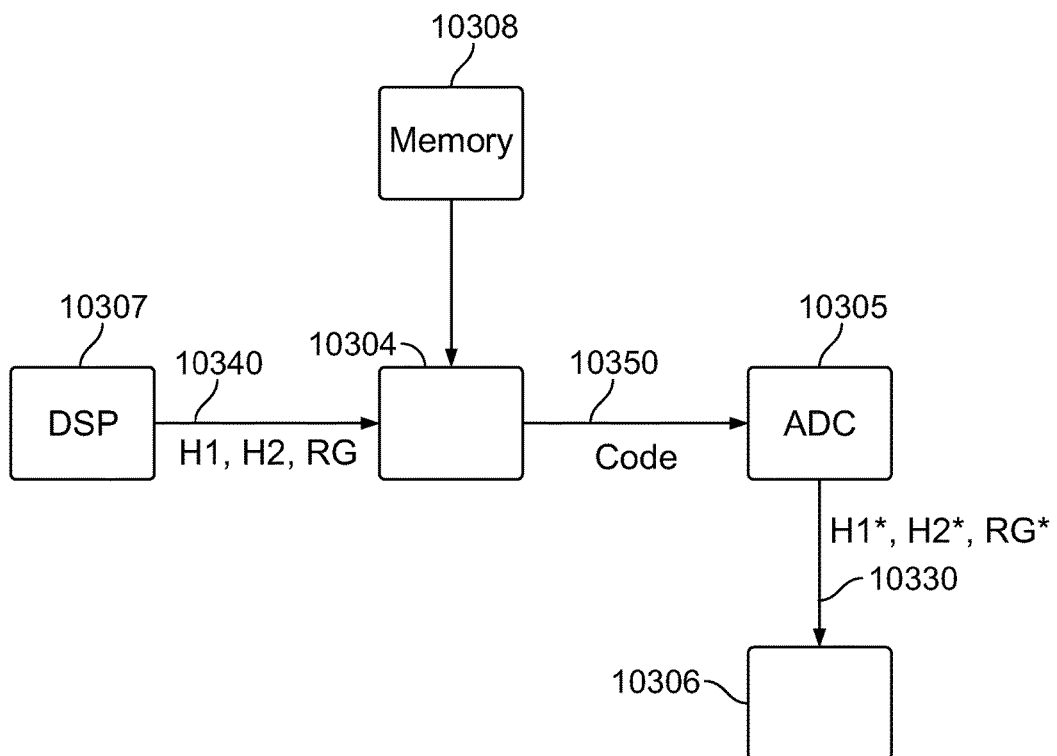 10308
Memory
10307
10340
10304
10350
10305
DSP
ADC
H1, H2, RG
Code
H1*, H2*, RG*
10330
10306